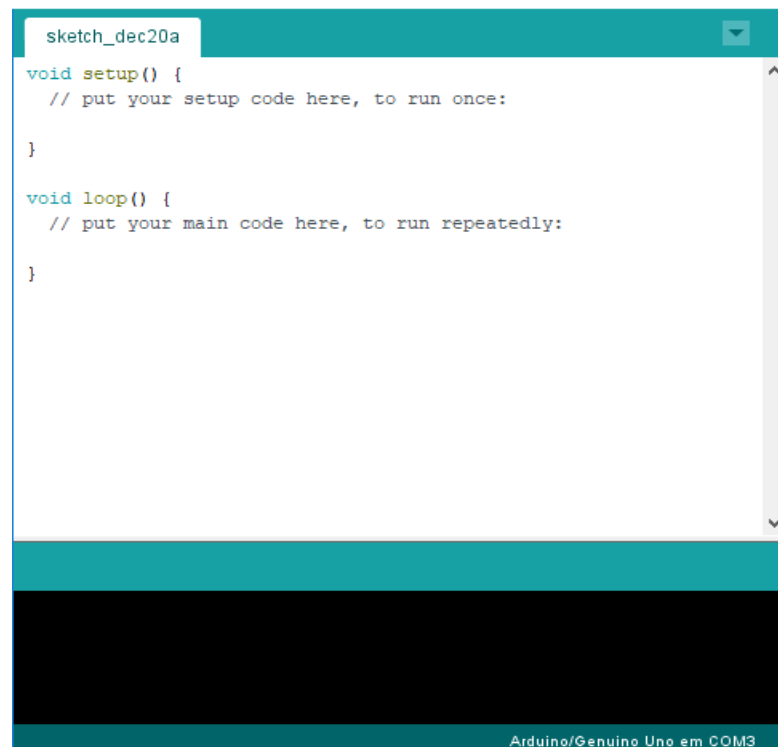 sketch_dec20a
void setup() {
  // put your setup code here, to run once:
}
void loop() {
  // put your main code here, to run repeatedly:
}
Arduino/Genuino Uno em COM3